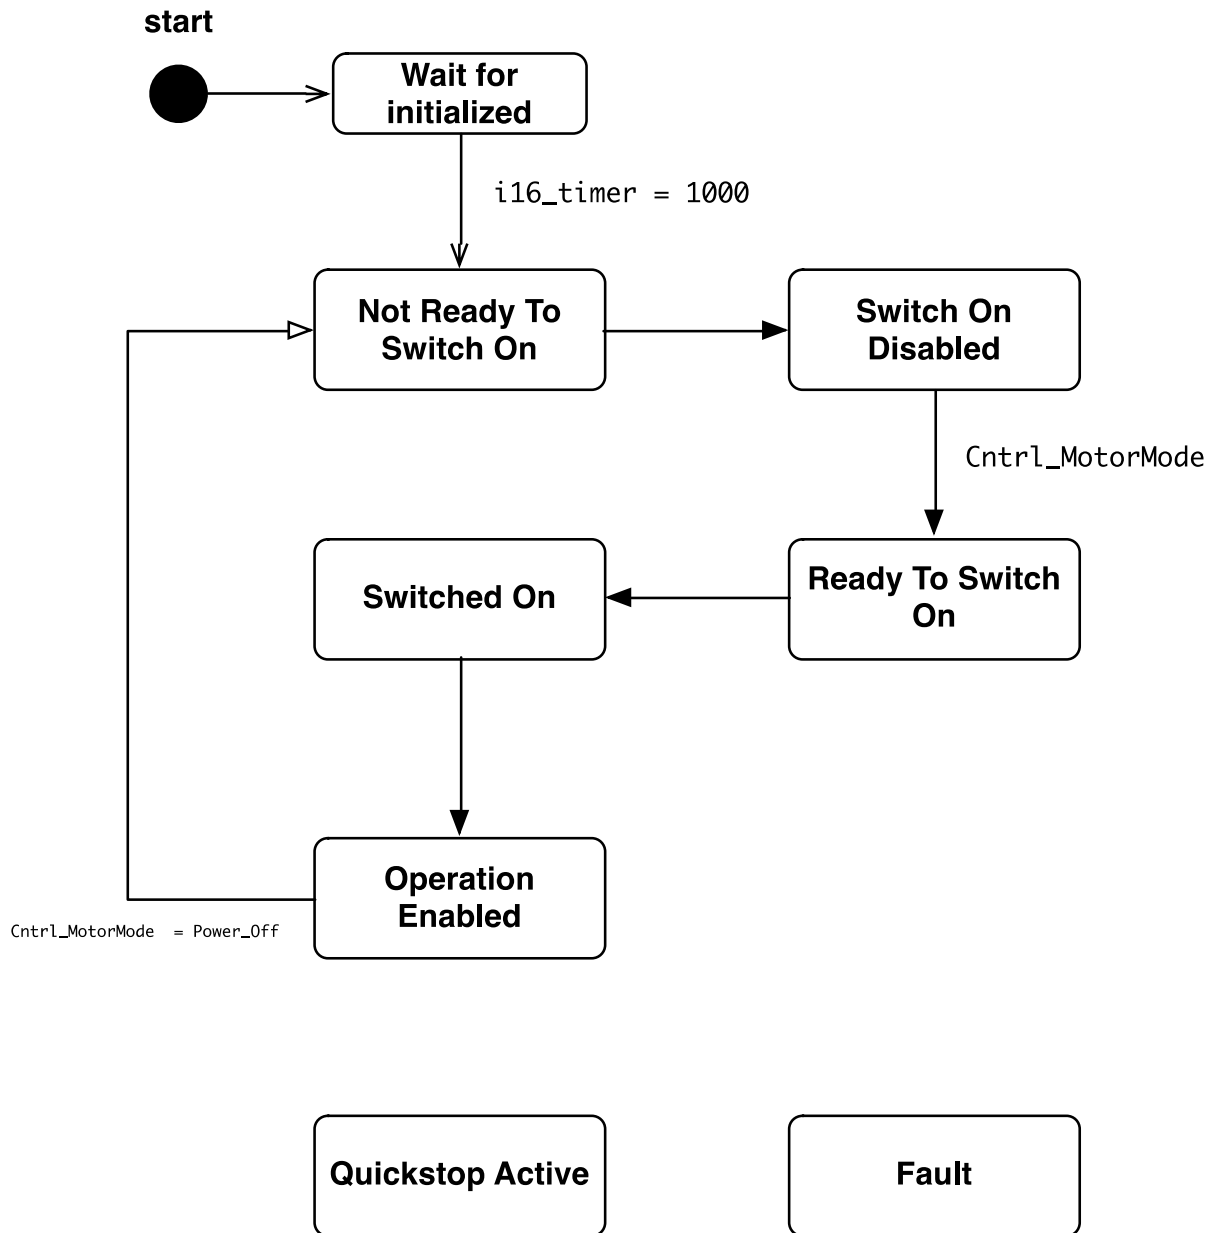 start
Wait for
initialized
i16_timer = 1000
Not Ready To
Switch On
Switch On
Disabled
Cntrl_MotorMode
Switched On
Ready To Switch
On
Operation
Enabled
Cntrl_MotorMode = Power_Off
Quickstop Active
Fault